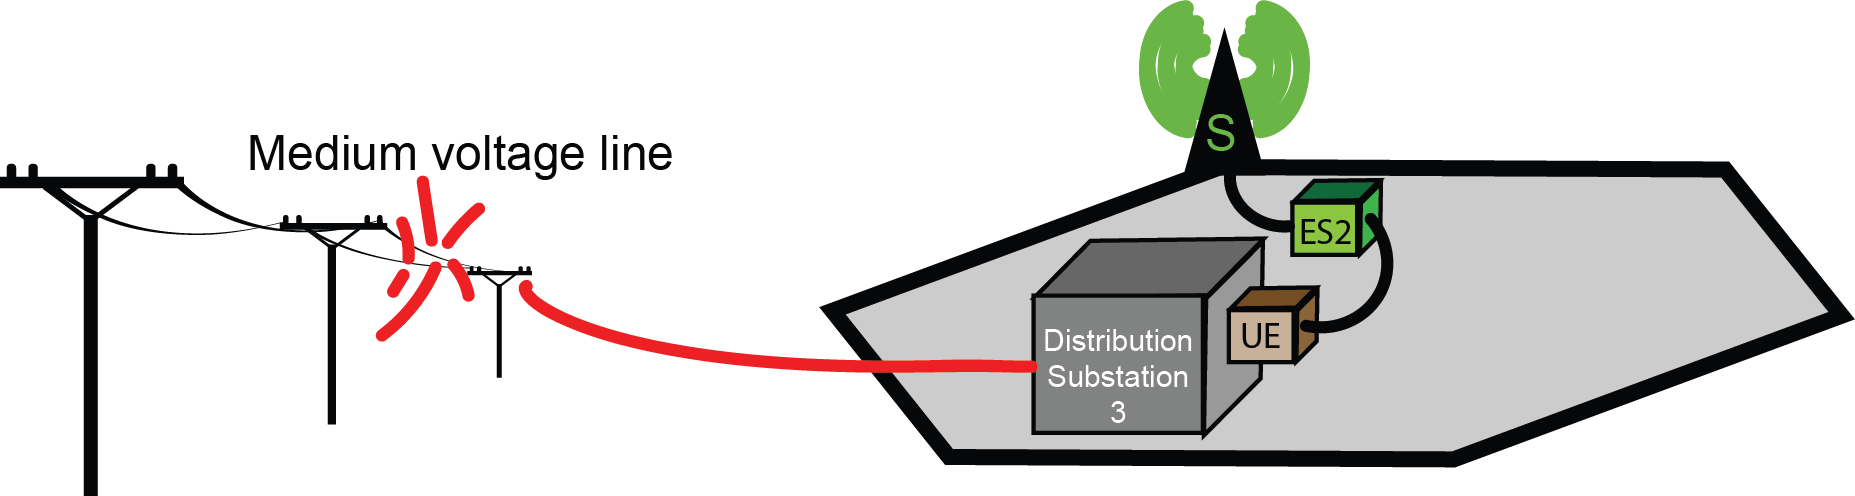 Medium voltage line
S
ES2
UE
Distribution
Substation
3